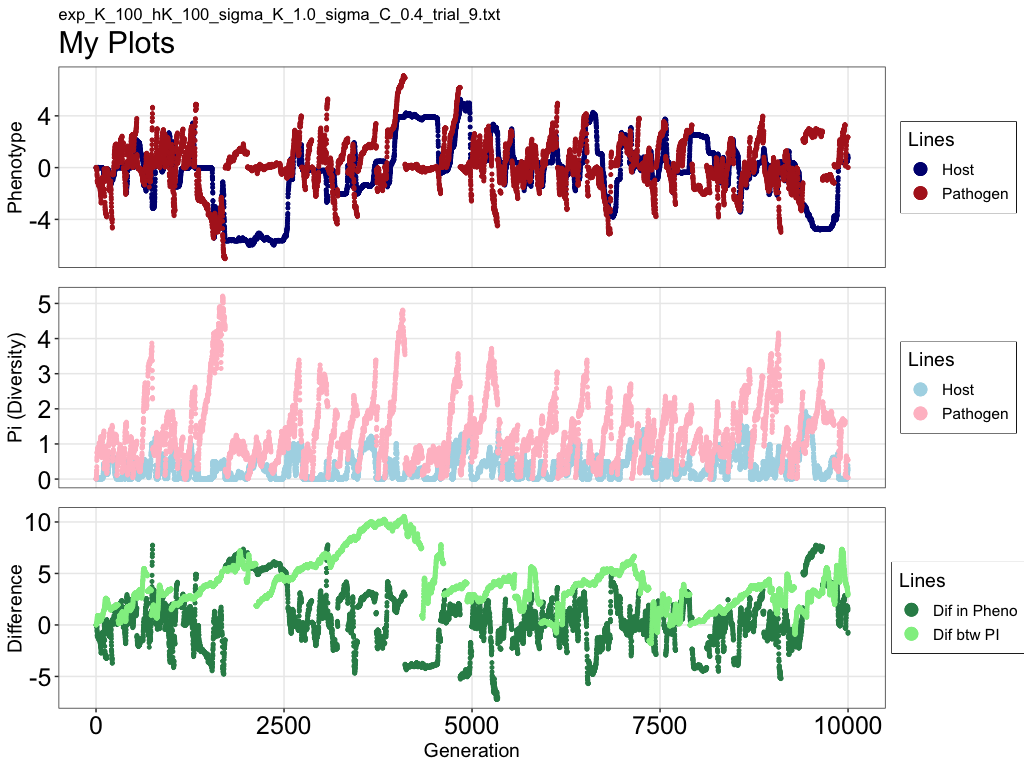 exp_K_100_hK_100_sigma_K_1.0_sigma_C_0.4_trial_9.txt
My Plots
Phenotype
4
0
-4
Lines
Host
Pathogen
Pi (Diversity)
5
4
3
2
1
0
Lines
Host
Pathogen
Difference
10
5
0
-5
Lines
Dif in Pheno
Dif btw PI
0 2500 5000 7500 10000
Generation